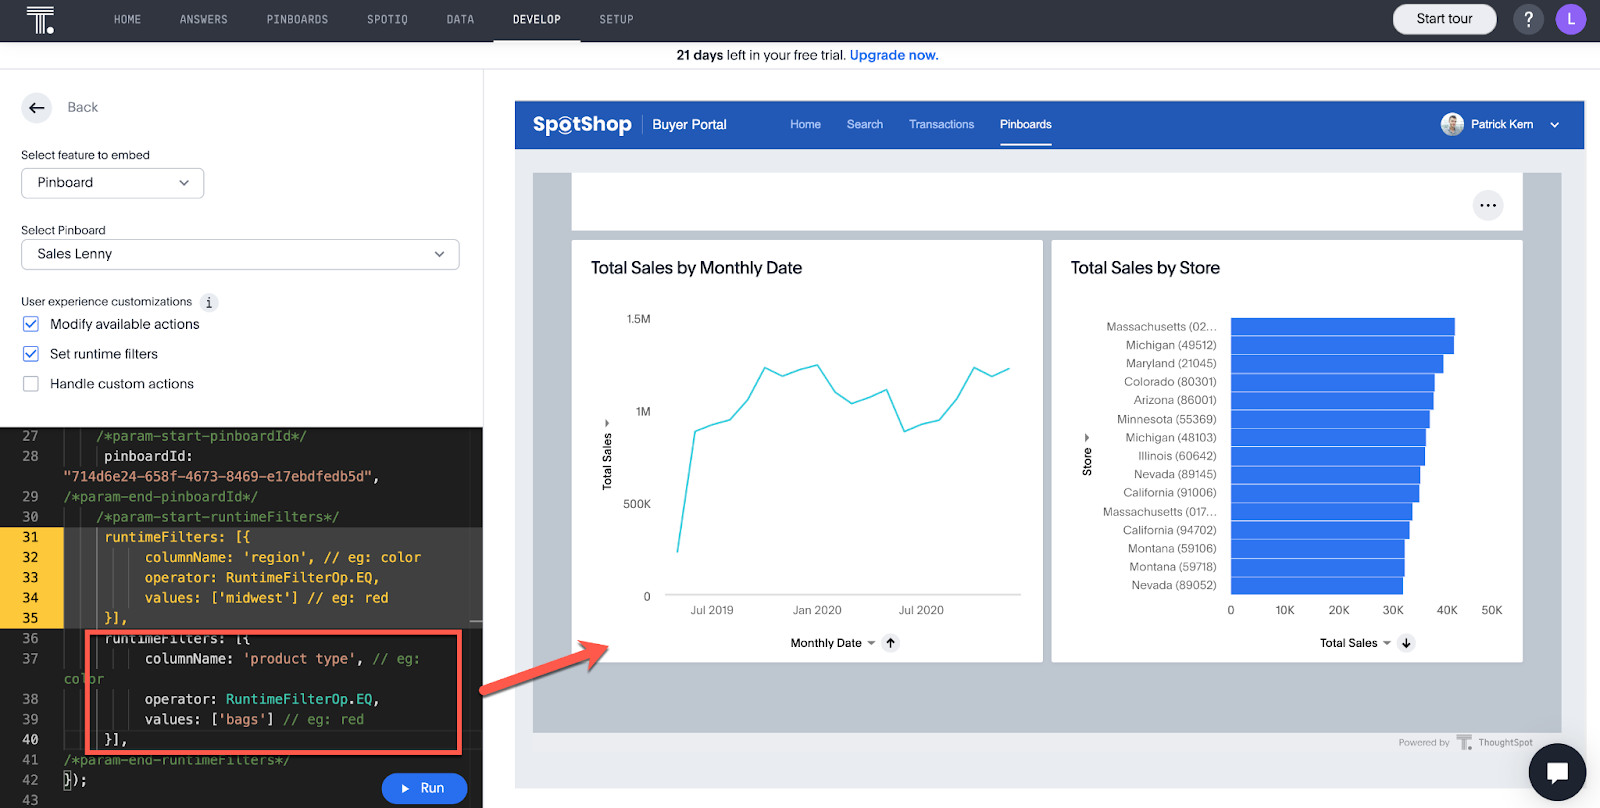 T.
HOME ANSWERS PINBOARDS SPOTIQ DATA DEVELOP SETUP
Start tour ? L
21 days left in your free trial. Upgrade now.
Back
Select feature to embed
Pinboard
Select Pinboard
Sales Lenny
User experience customizations i
Modify available actions
Set runtime filters
Handle custom actions
27 /*param-start-pinboardId*/
28 pinboardId:
"714d6e24-658f-4673-8469-e17ebdfedb5d",
29 /*param-end-pinboardId*/
30 /*param-start-runtimeFilters*/
31 runtimeFilters: [{
32 columnName: 'region', // eg: color
33 operator: RuntimeFilterOp.EQ,
34 values: ['midwest'] // eg: red
35 }],
36 runtimeFilters: [{
37 columnName: 'product type', // eg:
color
38 operator: RuntimeFilterOp.EQ,
39 values: ['bags'] // eg: red
40 }],
41 /*param-end-runtimeFilters*/
42 });
43
Run
SpotShop Buyer Portal Home Search Transactions Pinboards Patrick Kern
Total Sales by Monthly Date
1.5M
1M
500K
0
Total Sales
Jul 2019 Jan 2020 Jul 2020
Monthly Date
Total Sales by Store
Store
Massachusetts (02...
Michigan (49512)
Maryland (21045)
Colorado (80301)
Arizona (86001)
Minnesota (55369)
Michigan (48103)
Illinois (60642)
Nevada (89145)
California (91006)
Massachusetts (017...
California (94702)
Montana (59106)
Montana (59718)
Nevada (89052)
0 10K 20K 30K 40K 50K
Total Sales
Powered by T. ThoughtSpot